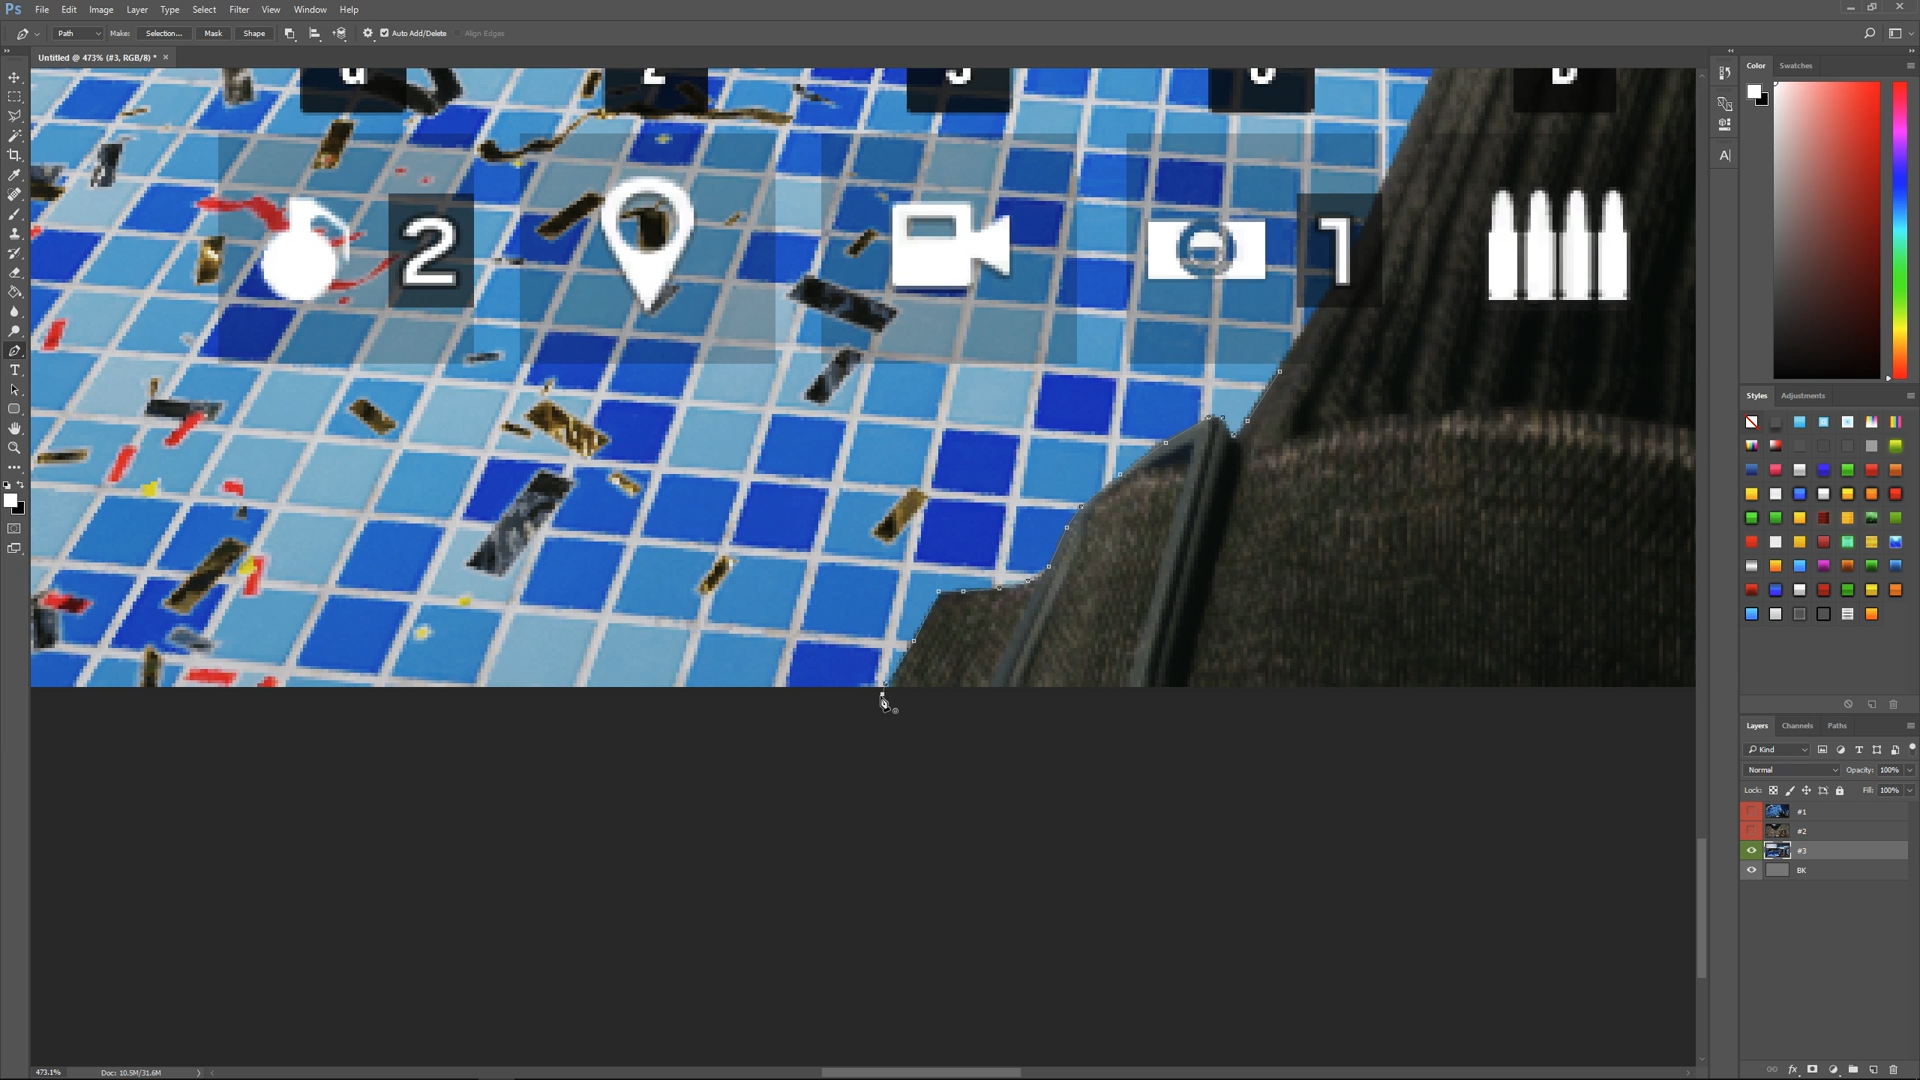 Ps File Edit Image Layer Type Select Filter View Window Help
Path Make: Selection... Mask Shape Auto Add/Delete Align Edges
Untitled @ 473% (#3, RGB/8) *
Color Swatches
A
2
1
Styles Adjustments
T
Layers Channels Paths
Kind
Normal Opacity: 100%
Lock: Fill: 100%
#1
#2
#3
BK
473.1% Doc: 10.5M/31.6M
fx